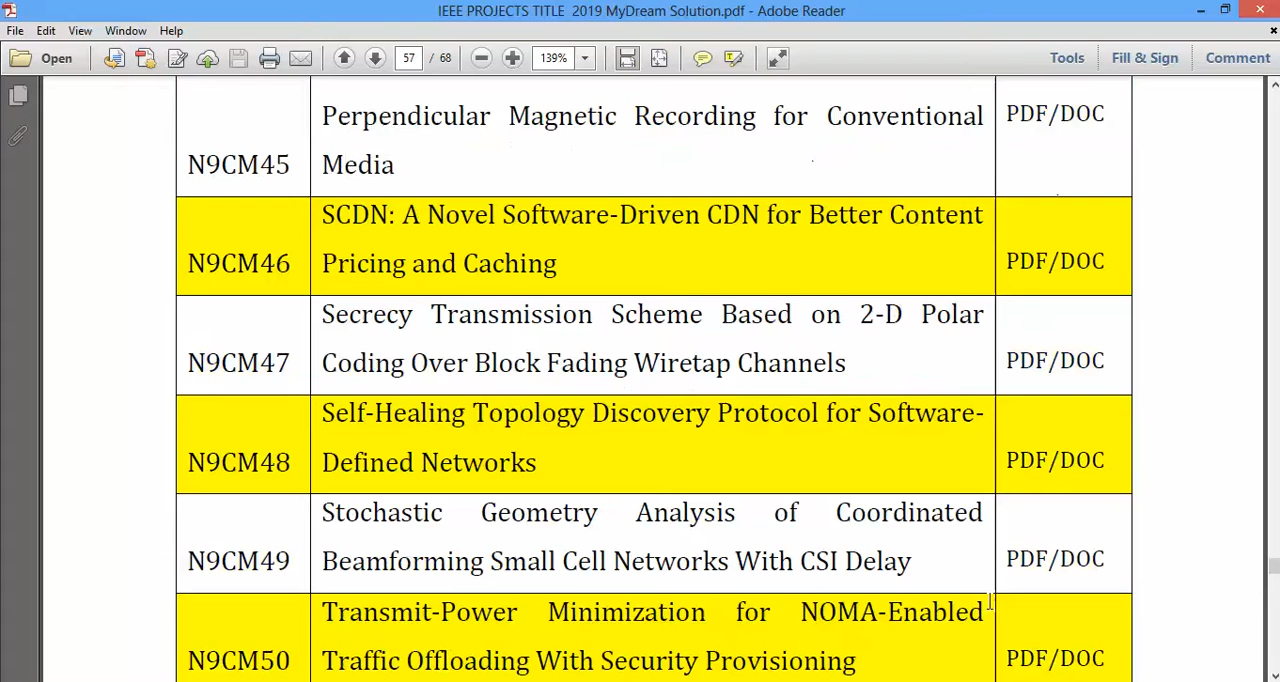 IEEE PROJECTS TITLE 2019 MyDream Solution.pdf - Adobe Reader
File Edit View Window Help
Open 57 / 68 139% Tools Fill & Sign Comment
Perpendicular Magnetic Recording for Conventional PDF/DOC
N9CM45 Media
SCDN: A Novel Software-Driven CDN for Better Content
N9CM46 Pricing and Caching PDF/DOC
Secrecy Transmission Scheme Based on 2-D Polar
N9CM47 Coding Over Block Fading Wiretap Channels PDF/DOC
Self-Healing Topology Discovery Protocol for Software-
N9CM48 Defined Networks PDF/DOC
Stochastic Geometry Analysis of Coordinated
N9CM49 Beamforming Small Cell Networks With CSI Delay PDF/DOC
Transmit-Power Minimization for NOMA-Enabled
N9CM50 Traffic Offloading With Security Provisioning PDF/DOC